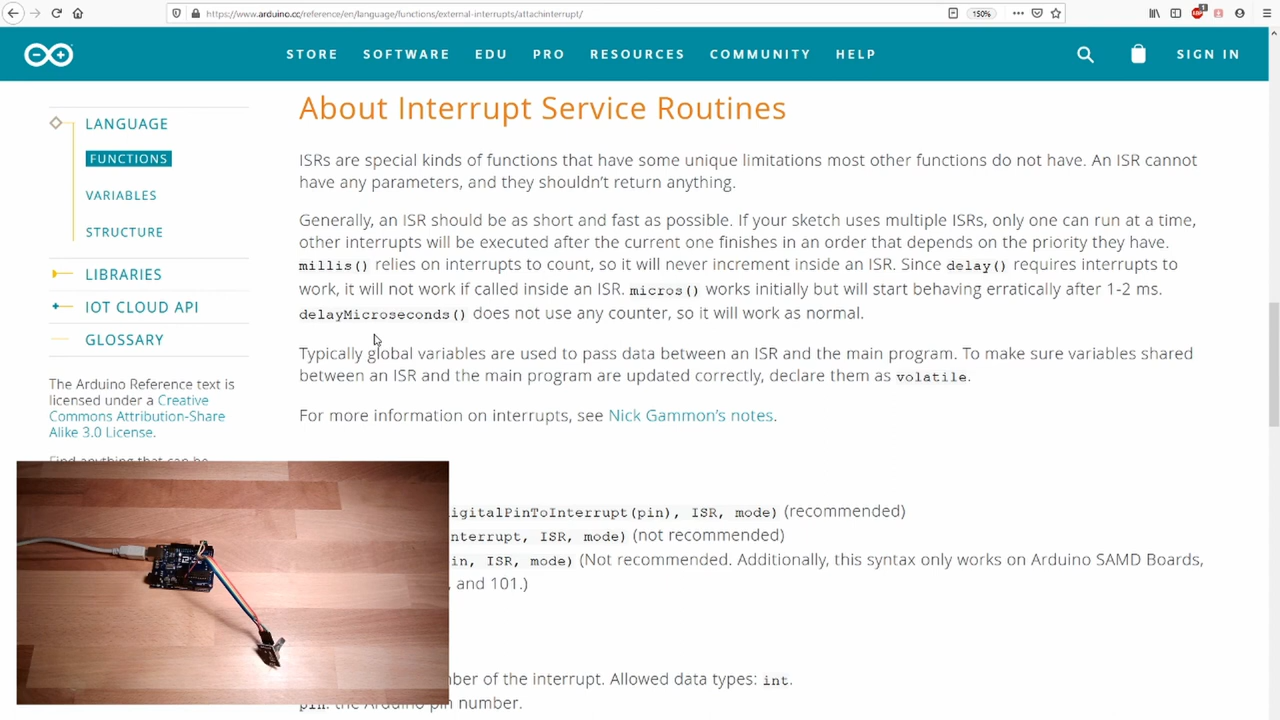 https://www.arduino.cc/reference/en/language/functions/external-interrupts/attachinterrupt/
150%
STORE SOFTWARE EDU PRO RESOURCES COMMUNITY HELP
SIGN IN
LANGUAGE
FUNCTIONS
VARIABLES
STRUCTURE
LIBRARIES
IOT CLOUD API
GLOSSARY
The Arduino Reference text is
licensed under a Creative
Commons Attribution-Share
Alike 3.0 License.
Find anything that can be
About Interrupt Service Routines
ISRs are special kinds of functions that have some unique limitations most other functions do not have. An ISR cannot
have any parameters, and they shouldn't return anything.
Generally, an ISR should be as short and fast as possible. If your sketch uses multiple ISRs, only one can run at a time,
other interrupts will be executed after the current one finishes in an order that depends on the priority they have.
millis() relies on interrupts to count, so it will never increment inside an ISR. Since delay() requires interrupts to
work, it will not work if called inside an ISR. micros() works initially but will start behaving erratically after 1-2 ms.
delayMicroseconds() does not use any counter, so it will work as normal.
Typically global variables are used to pass data between an ISR and the main program. To make sure variables shared
between an ISR and the main program are updated correctly, declare them as volatile.
For more information on interrupts, see Nick Gammon's notes.
igitalPinToInterrupt(pin), ISR, mode) (recommended)
nterrupt, ISR, mode) (not recommended)
in, ISR, mode) (Not recommended. Additionally, this syntax only works on Arduino SAMD Boards,
and 101.)
ber of the interrupt. Allowed data types: int.
pin: the Arduino pin number.